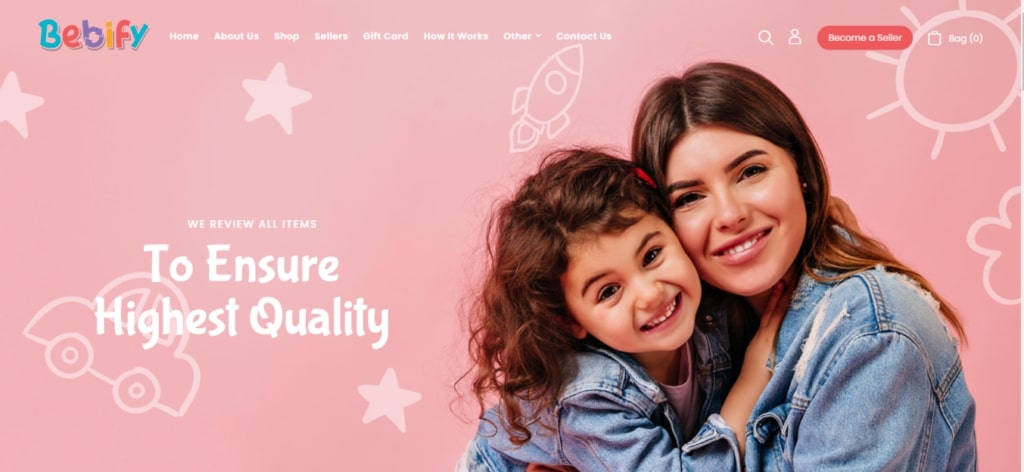 Bebify
Home About Us Shop Sellers Gift Card How It Works Other Contact Us Become a Seller Bag (0)
WE REVIEW ALL ITEMS
To Ensure
Highest Quality